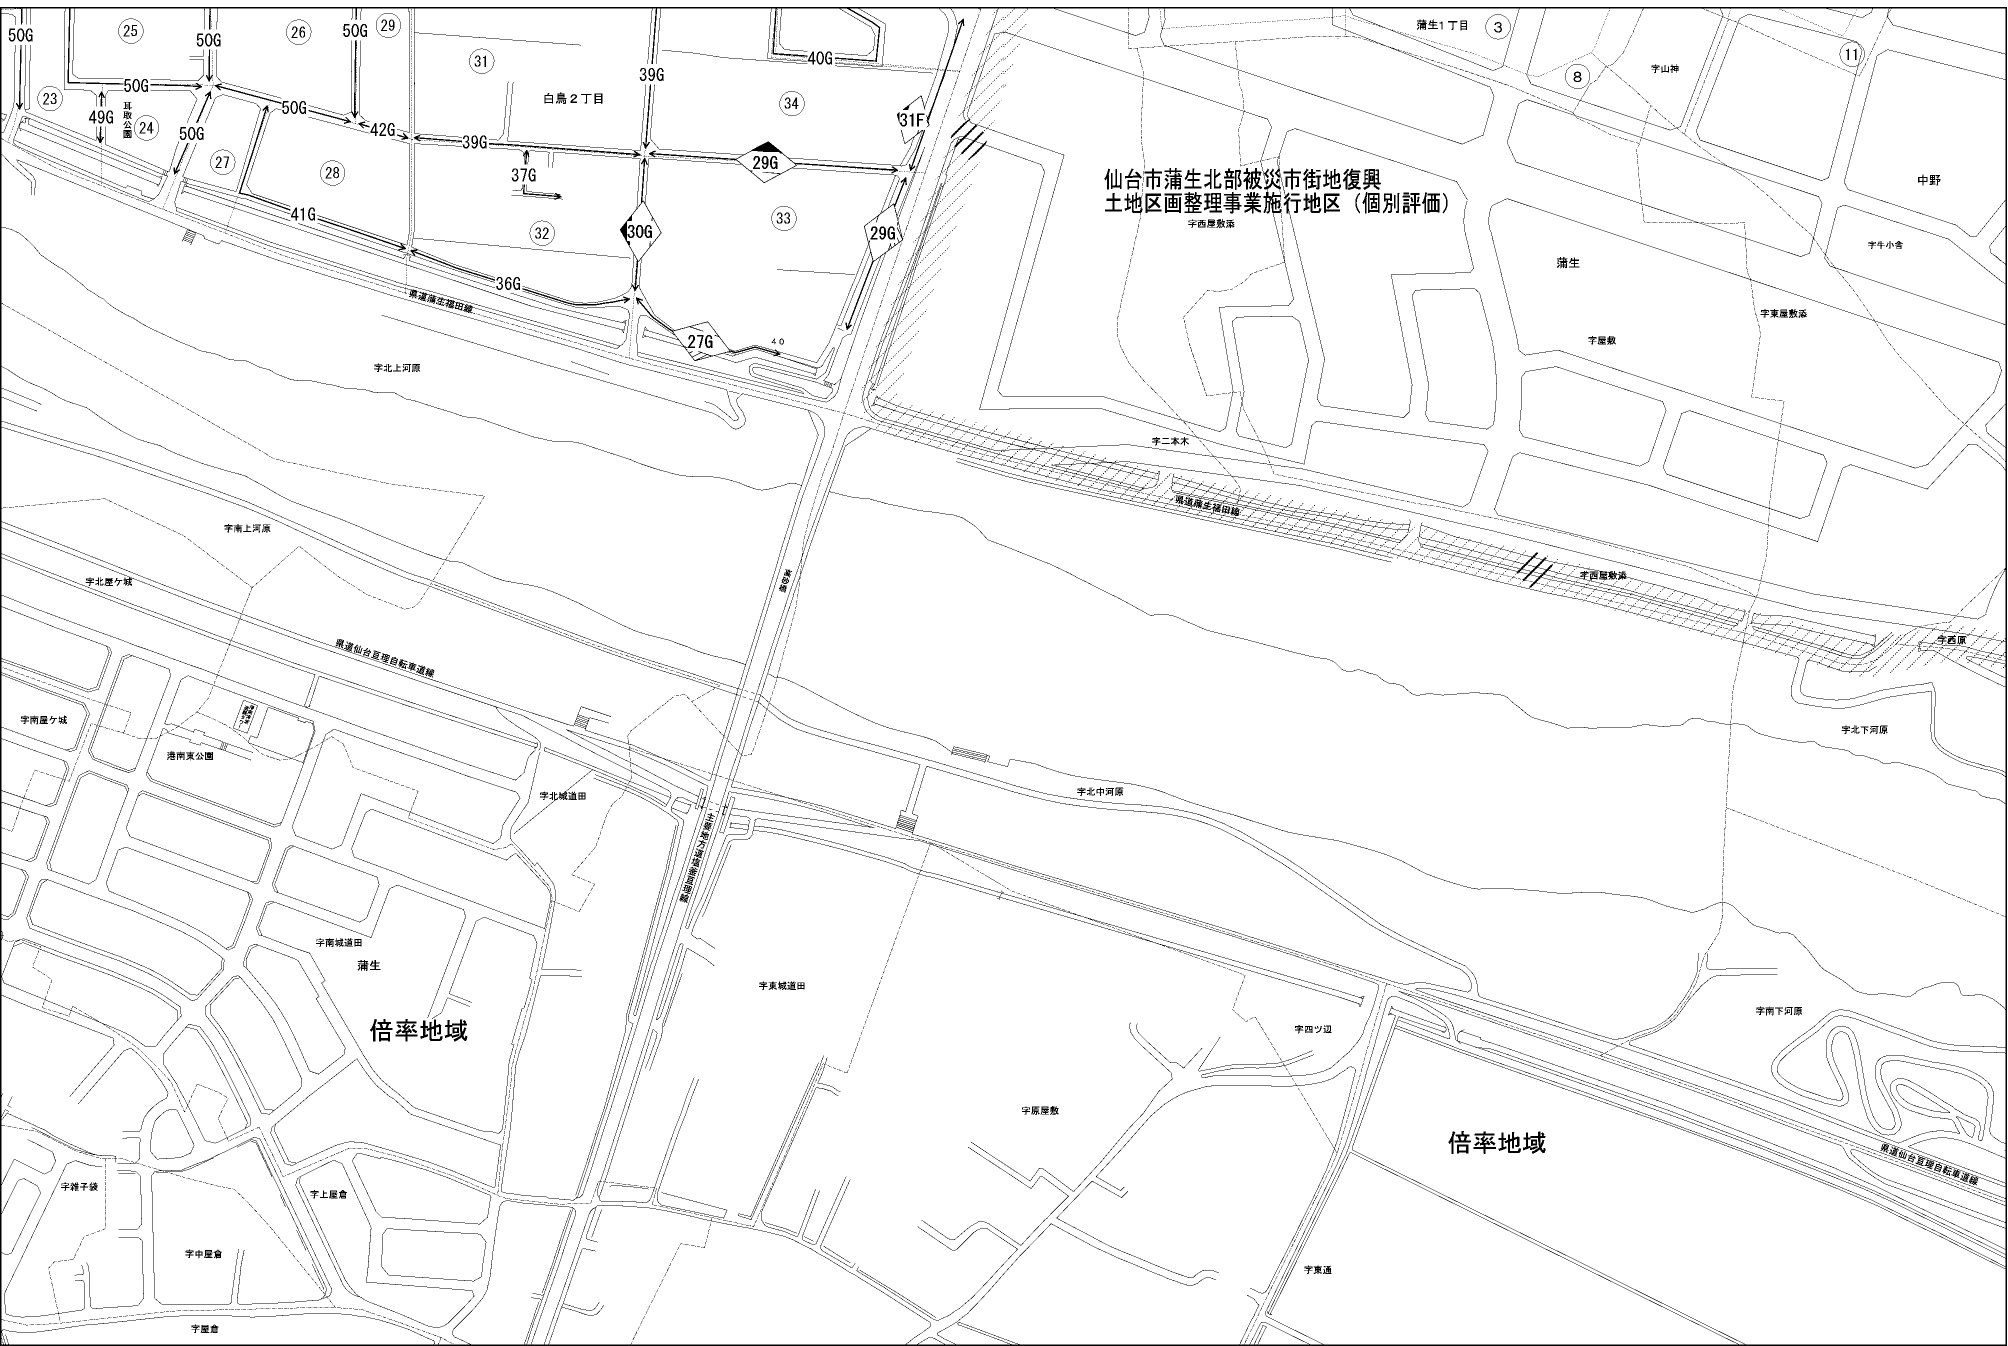 50G
25
50G
26
50G
29
31
39G
40G
蒲生1丁目
3
8
字山神
11
50G
23
49G
耳取公園
24
50G
50G
42G
白鳥2丁目
34
31F
27
28
39G
37G
29G
33
仙台市蒲生北部被災市街地復興
土地区画整理事業施行地区(個別評価)
中野
41G
32
30G
29G
字西屋敷添
字牛小舎
蒲生
36G
県道蒲生福田線
27G
40
字屋敷
字東屋敷添
字北上河原
字二本木
県道蒲生福田線
字南上河原
字北屋ケ城
字西屋敷添
字西原
県道仙台亘理自転車道線
字南屋ケ城
港南東公園
字北城道田
字北中河原
字北下河原
主要地方道塩釜亘理線
字南城道田
蒲生
倍率地域
字東城道田
字四ツ辺
字南下河原
字原屋敷
倍率地域
県道仙台亘理自転車道線
字雑子袋
字上屋倉
字中屋倉
字東通
字屋倉